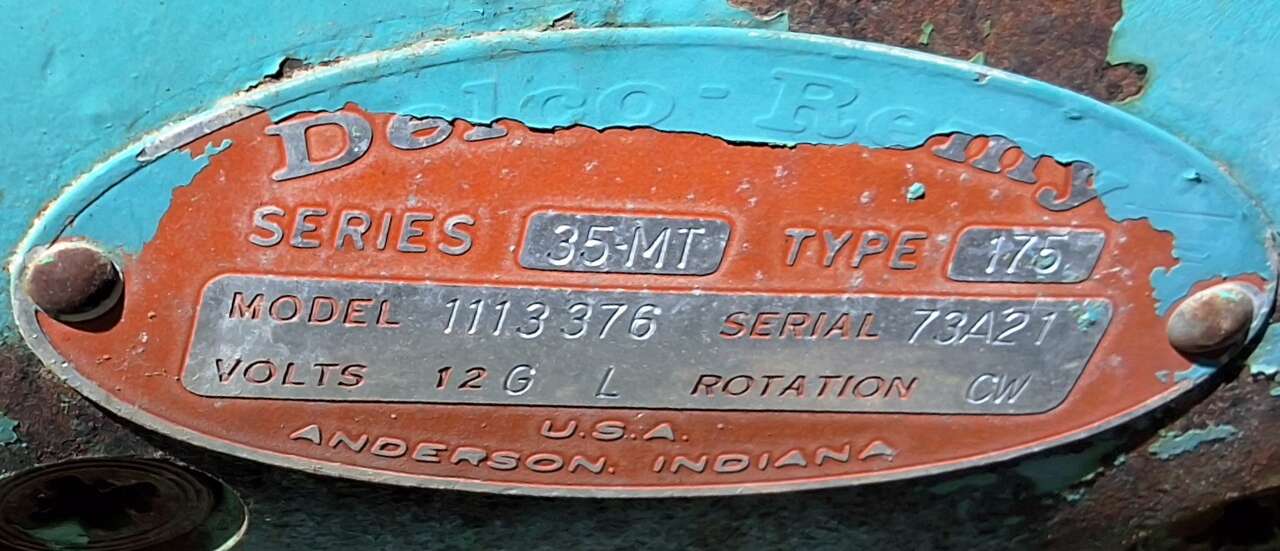 Delco-Remy
SERIES 35-MT TYPE 175
MODEL 1113376 SERIAL 73A21
VOLTS 12 G L ROTATION CW
U.S.A.
ANDERSON, INDIANA